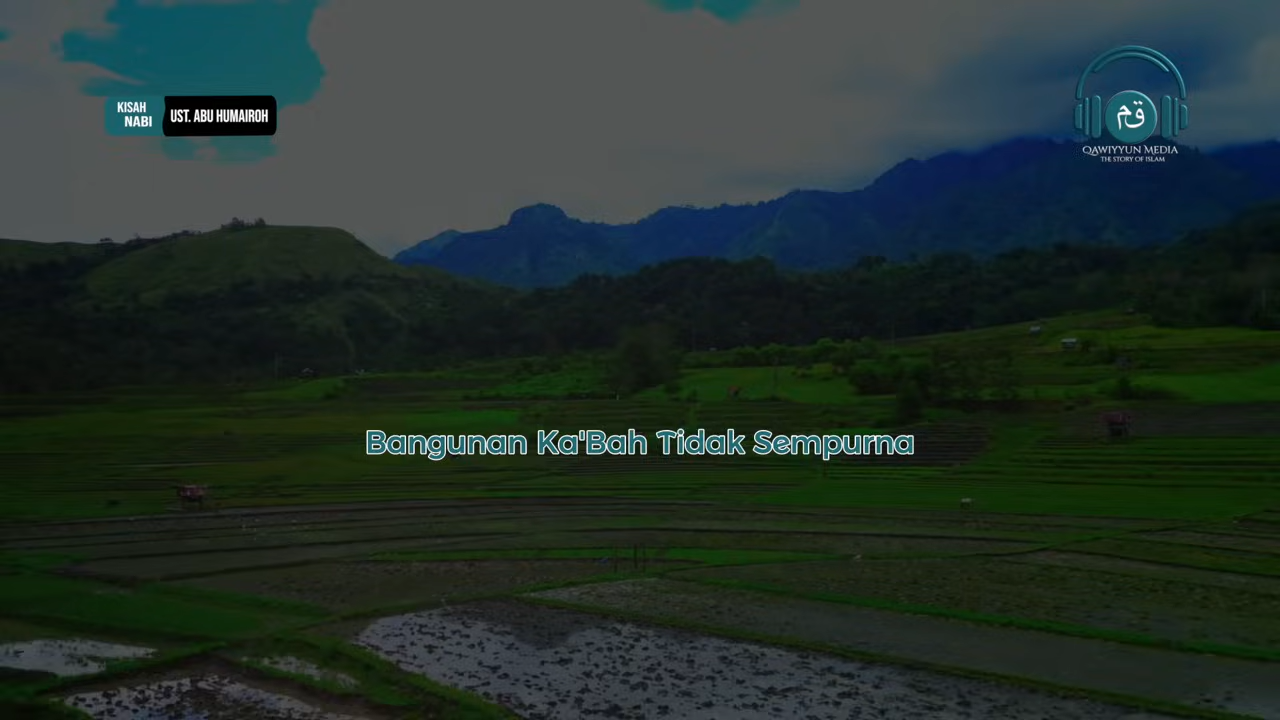 KISAH
NABI
UST. ABU HUMAIROH
قم
QAWIYYUN MEDIA
THE STORY OF ISLAM
Bangunan Ka'Bah Tidak Sempurna